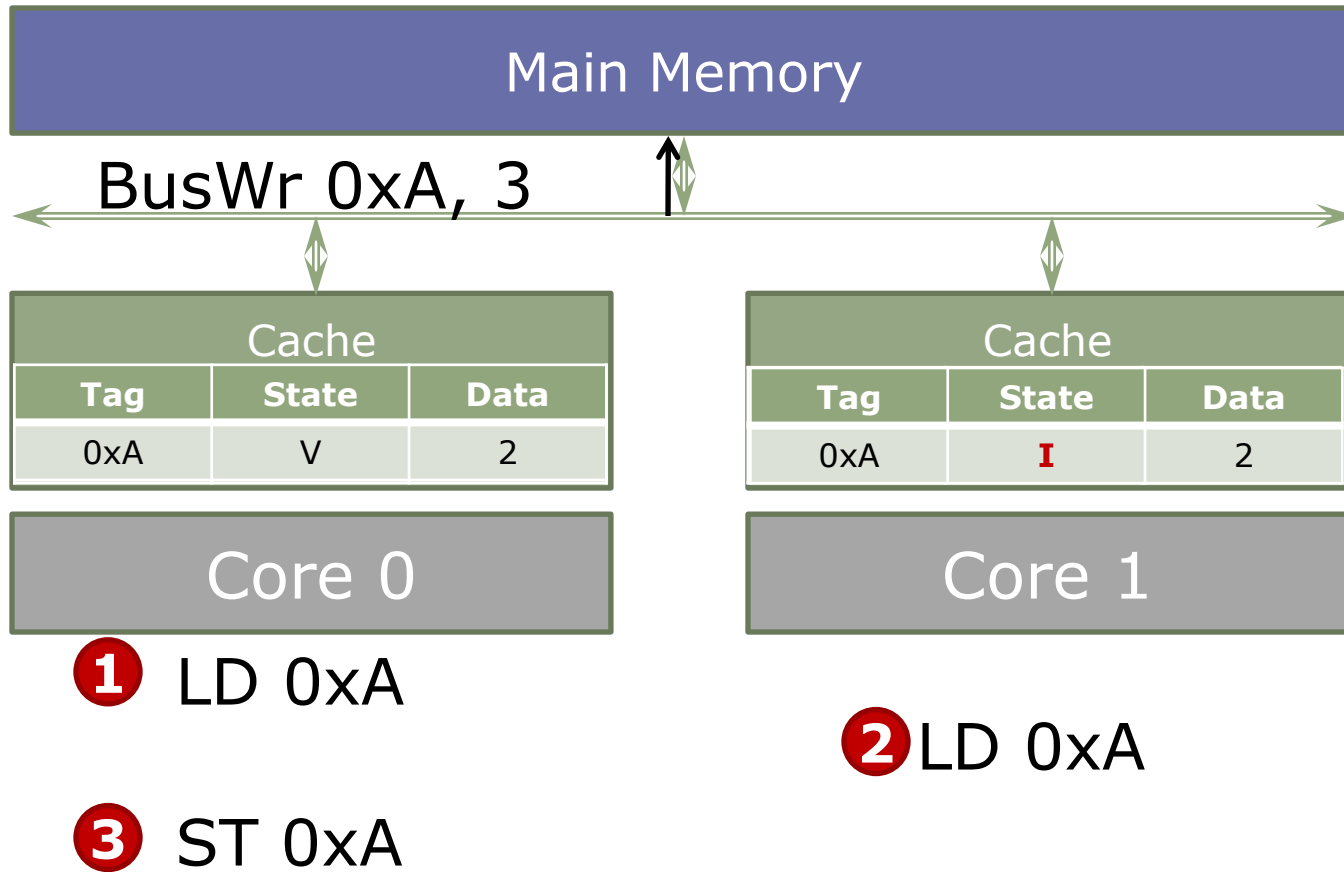 Main Memory
BusWr 0xA, 3
Cache
Tag State Data
0xA V 2
Cache
Tag State Data
0xA I 2
Core 0
Core 1
1 LD 0xA
2 LD 0xA
3 ST 0xA